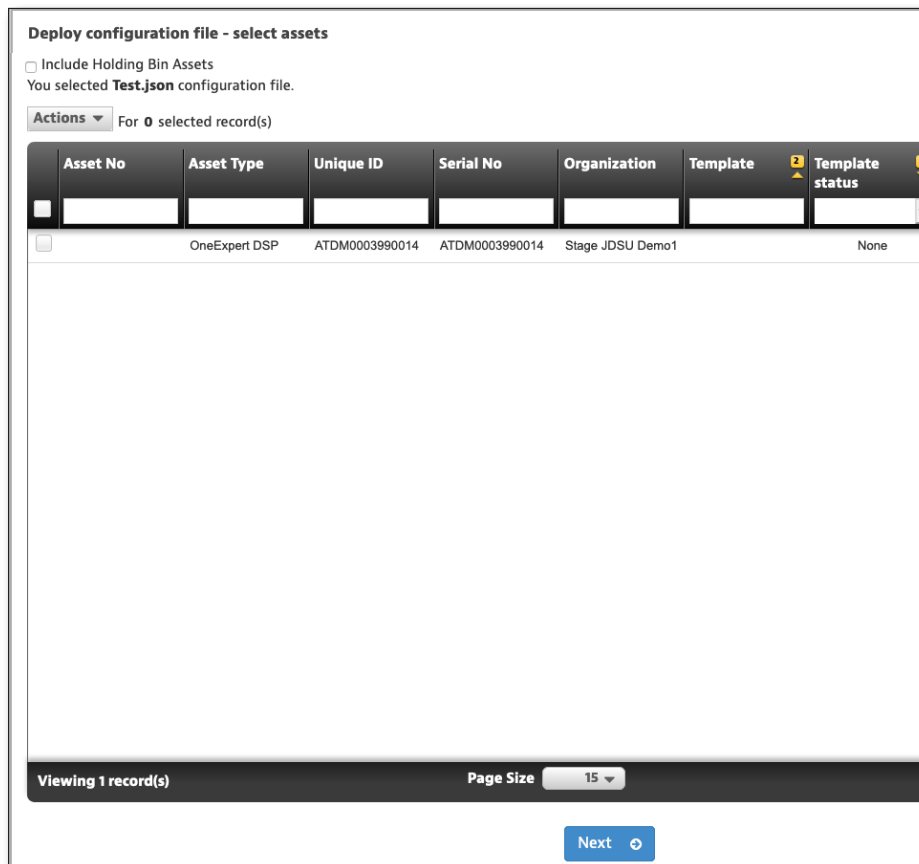 Deploy configuration file - select assets
Include Holding Bin Assets
You selected Test.json configuration file.
Actions For 0 selected record(s)
Asset No Asset Type Unique ID Serial No Organization Template 2 Template status
OneExpert DSP ATDM0003990014 ATDM0003990014 Stage JDSU Demo1 None
Viewing 1 record(s) Page Size 15
Next